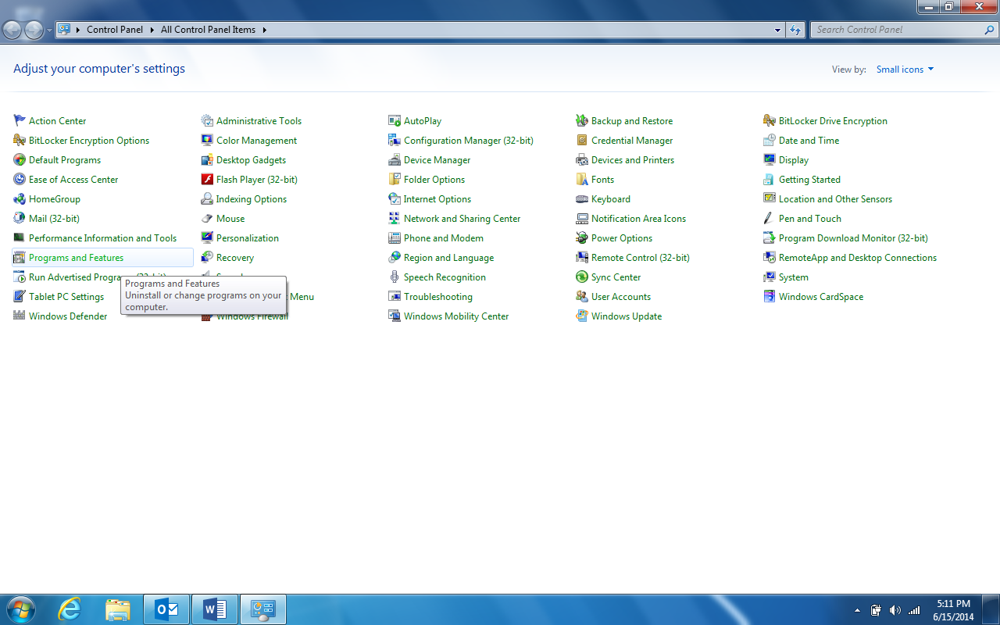 Control Panel All Control Panel Items
Search Control Panel
Adjust your computer's settings
View by: Small icons
Action Center
Administrative Tools
AutoPlay
Backup and Restore
BitLocker Drive Encryption
BitLocker Encryption Options
Color Management
Configuration Manager (32-bit)
Credential Manager
Date and Time
Default Programs
Desktop Gadgets
Device Manager
Devices and Printers
Display
Ease of Access Center
Flash Player (32-bit)
Folder Options
Fonts
Getting Started
HomeGroup
Indexing Options
Internet Options
Keyboard
Location and Other Sensors
Mail (32-bit)
Mouse
Network and Sharing Center
Notification Area Icons
Pen and Touch
Performance Information and Tools
Personalization
Phone and Modem
Power Options
Program Download Monitor (32-bit)
Programs and Features
Recovery
Region and Language
Remote Control (32-bit)
RemoteApp and Desktop Connections
Run Advertised
Speech Recognition
Sync Center
System
Programs and Features
Uninstall or change programs on your
computer.
Tablet PC Settings
Menu
Troubleshooting
User Accounts
Windows CardSpace
Windows Defender
Windows Firewall
Windows Mobility Center
Windows Update
5:11 PM
6/15/2014